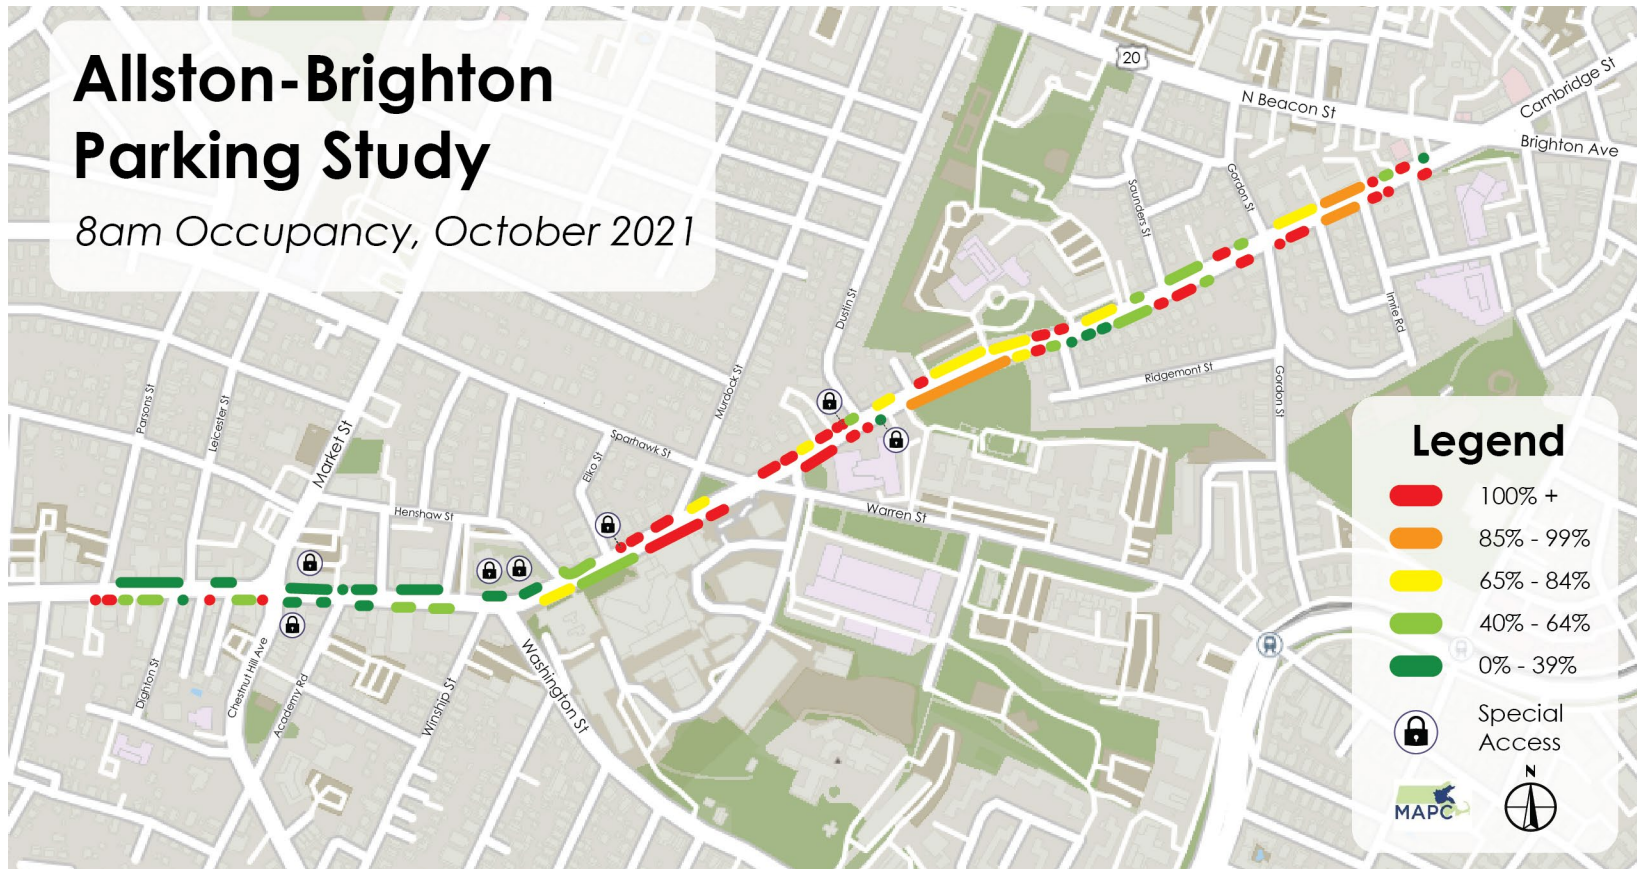 Allston-Brighton
Parking Study
8am Occupancy, October 2021
20
N Beacon St
Cambridge St
Brighton Ave
Gordon St
Saunders St
Dustin St
Imrie Rd
Ridgemont St
Gordon St
Murdock St
Parsons St
Leicester St
Market St
Sparhawk St
Elko St
Henshaw St
Warren St
Washington St
Dighton St
Chestnut Hill Ave
Academy Rd
Winship St
Legend
100% +
85% - 99%
65% - 84%
40% - 64%
0% - 39%
Special
Access
MAPC
N